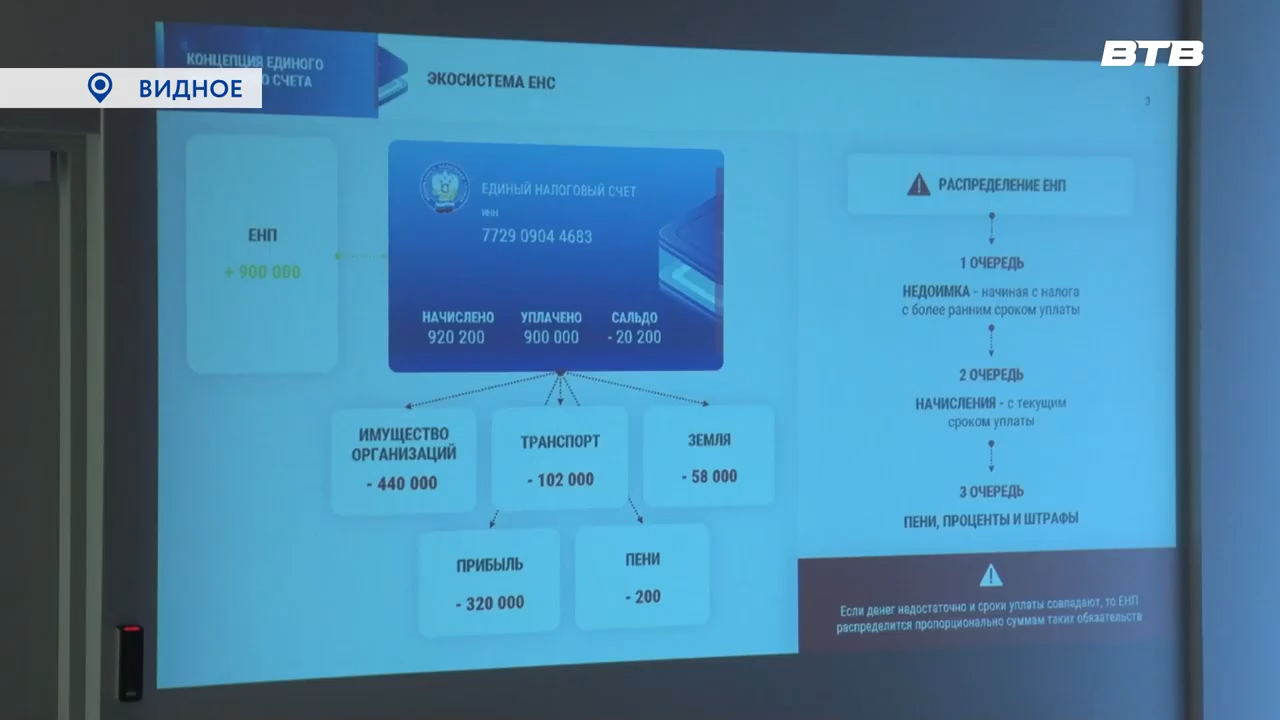 ВТВ
ВИДНОЕ
КОНЦЕПЦИЯ ЕДИНОГО
СЧЕТА
ЭКОСИСТЕМА ЕНС
3
ЕНП
+ 900 000
ЕДИНЫЙ НАЛОГОВЫЙ СЧЕТ
ИНН
7729 0904 4683
НАЧИСЛЕНО УПЛАЧЕНО САЛЬДО
920 200 900 000 - 20 200
ИМУЩЕСТВО
ОРГАНИЗАЦИЙ
- 440 000
ТРАНСПОРТ
- 102 000
ЗЕМЛЯ
- 58 000
ПРИБЫЛЬ
- 320 000
ПЕНИ
- 200
РАСПРЕДЕЛЕНИЕ ЕНП
1 ОЧЕРЕДЬ
НЕДОИМКА - начиная с налога
с более ранним сроком уплаты
2 ОЧЕРЕДЬ
НАЧИСЛЕНИЯ - с текущим
сроком уплаты
3 ОЧЕРЕДЬ
ПЕНИ, ПРОЦЕНТЫ И ШТРАФЫ
Если денег недостаточно и сроки уплаты совпадают, то ЕНП
распределится пропорционально суммам таких обязательств